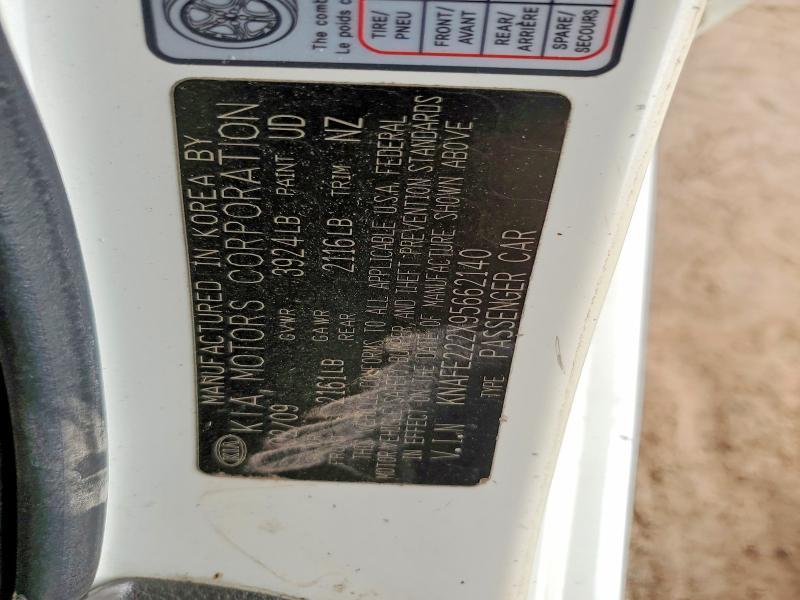 The comb
Le poids c
TIRE/ FRONT/ REAR/ SPARE/
PNEU AVANT ARRIÈRE SECOURS
KIA
MANUFACTURED IN KOREA BY
KIA MOTORS CORPORATION
/09 GVWR 3924LB PAINT UD
2161LB GAWR REAR 2116LB TRIM NZ
TO ALL APPLICABLE U.S.A. FEDERAL
MOTOR VEHICLE SAFETY, BUMPER, AND THEFT PREVENTION STANDARDS
IN EFFECT ON THE DATE OF MANUFACTURE SHOWN ABOVE
V.I.N KNAFE222X95662140
TYPE PASSENGER CAR